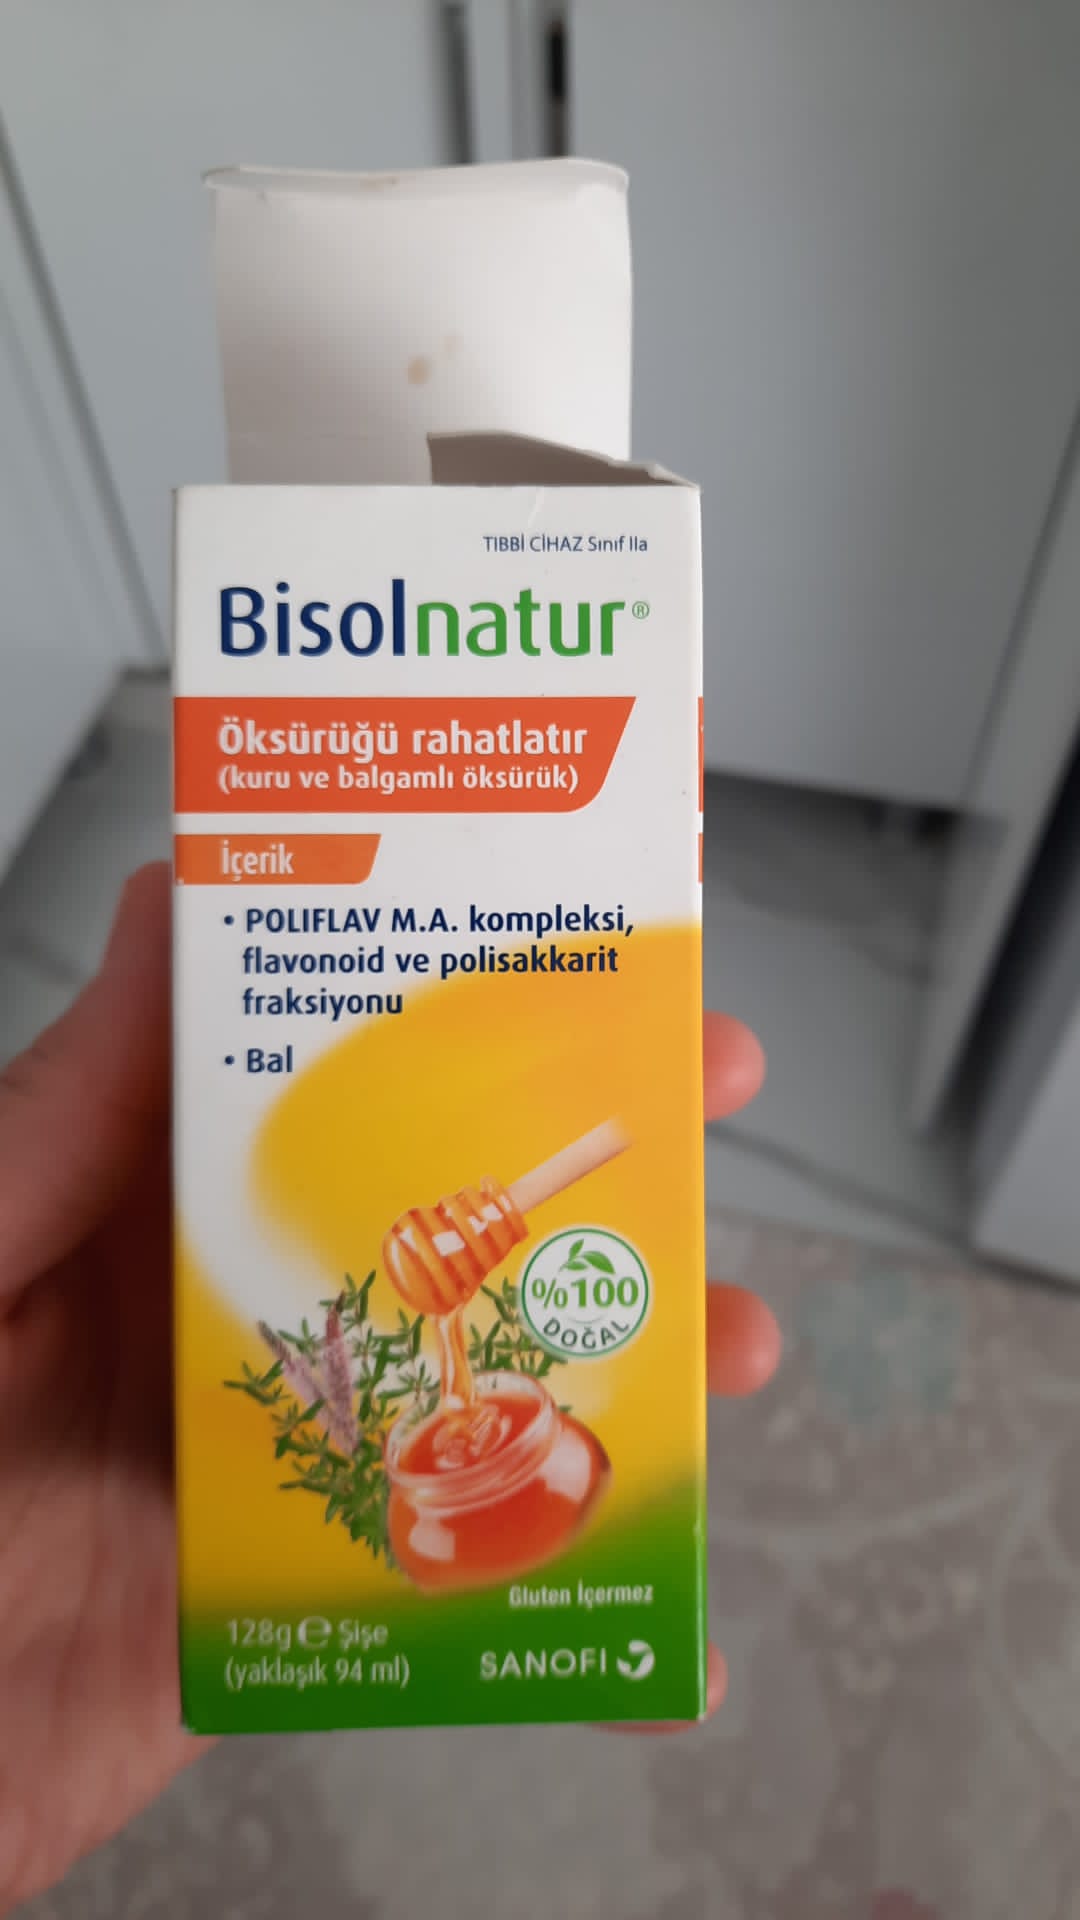 TIBBİ CİHAZ Sınıf IIa
Bisolnatur®
Öksürüğü rahatlatır
(kuru ve balgamlı öksürük)
İçerik
• POLIFLAV M.A. kompleksi,
flavonoid ve polisakkarit
fraksiyonu
• Bal
%100
DOĞAL
Gluten İçermez
128g ℮ Şişe
(yaklaşık 94 ml)
SANOFİ